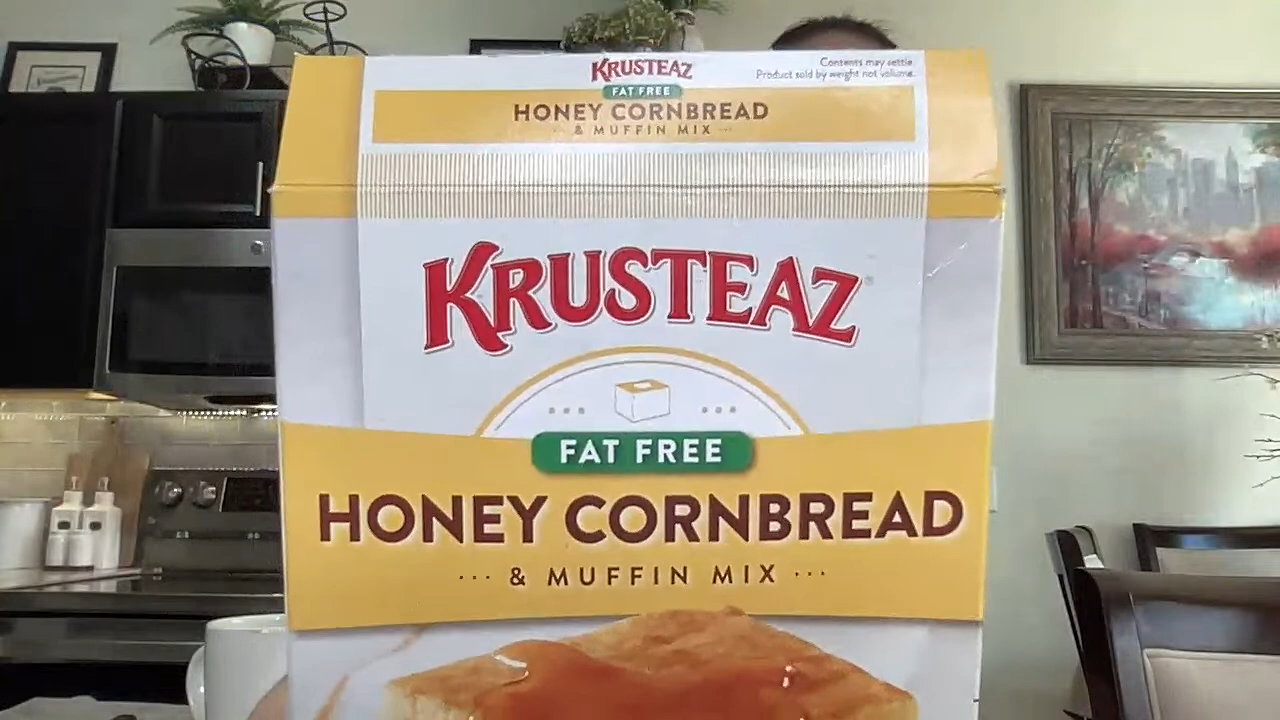 KRUSTEAZ
Contents may settle.
Product sold by weight not volume.
FAT FREE
HONEY CORNBREAD
& MUFFIN MIX
KRUSTEAZ
FAT FREE
HONEY CORNBREAD
& MUFFIN MIX